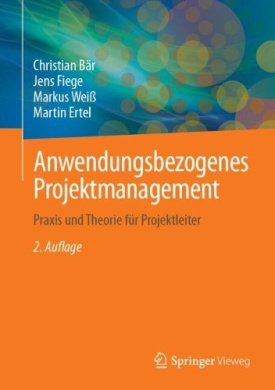 Christian Bär
Jens Fiege
Markus Weiß
Martin Ertel
Anwendungsbezogenes
Projektmanagement
Praxis und Theorie für Projektleiter
2. Auflage
Springer Vieweg